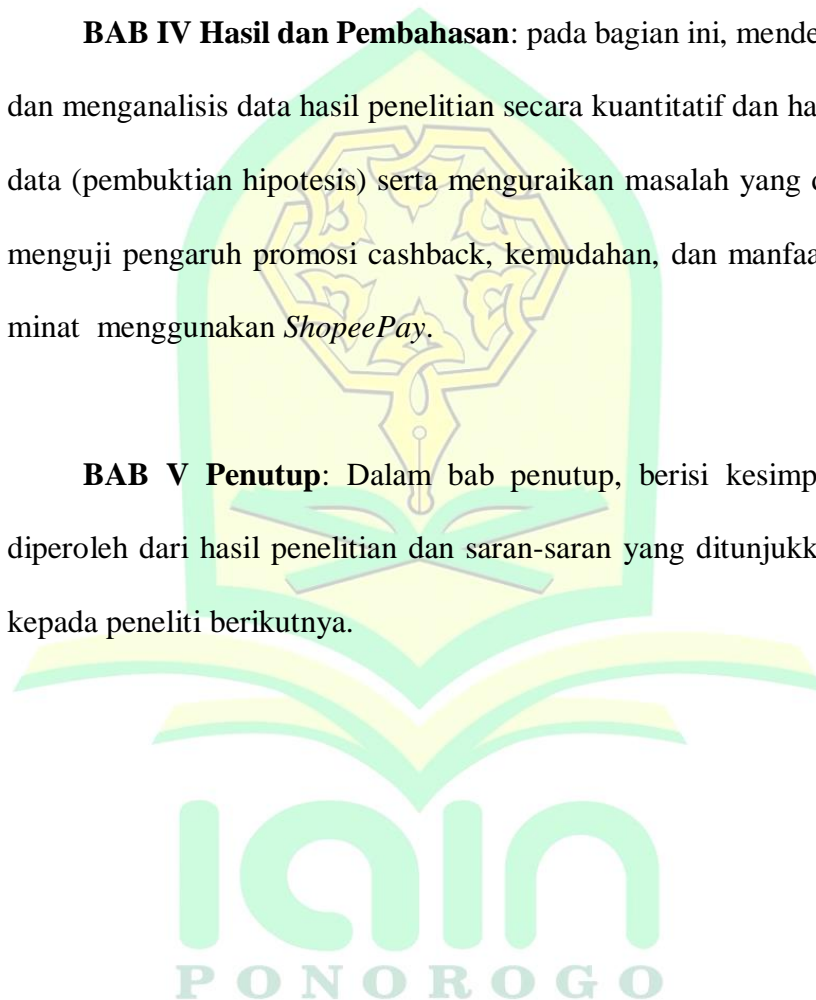 BAB IV Hasil dan Pembahasan: pada bagian ini, mende
dan menganalisis data hasil penelitian secara kuantitatif dan ha
data (pembuktian hipotesis) serta menguraikan masalah yang
menguji pengaruh promosi cashback, kemudahan, dan manfaa
minat menggunakan ShopeePay.
BAB V Penutup: Dalam bab penutup, berisi kesimp
diperoleh dari hasil penelitian dan saran-saran yang ditunjukk
kepada peneliti berikutnya.
iain
PONOROGO